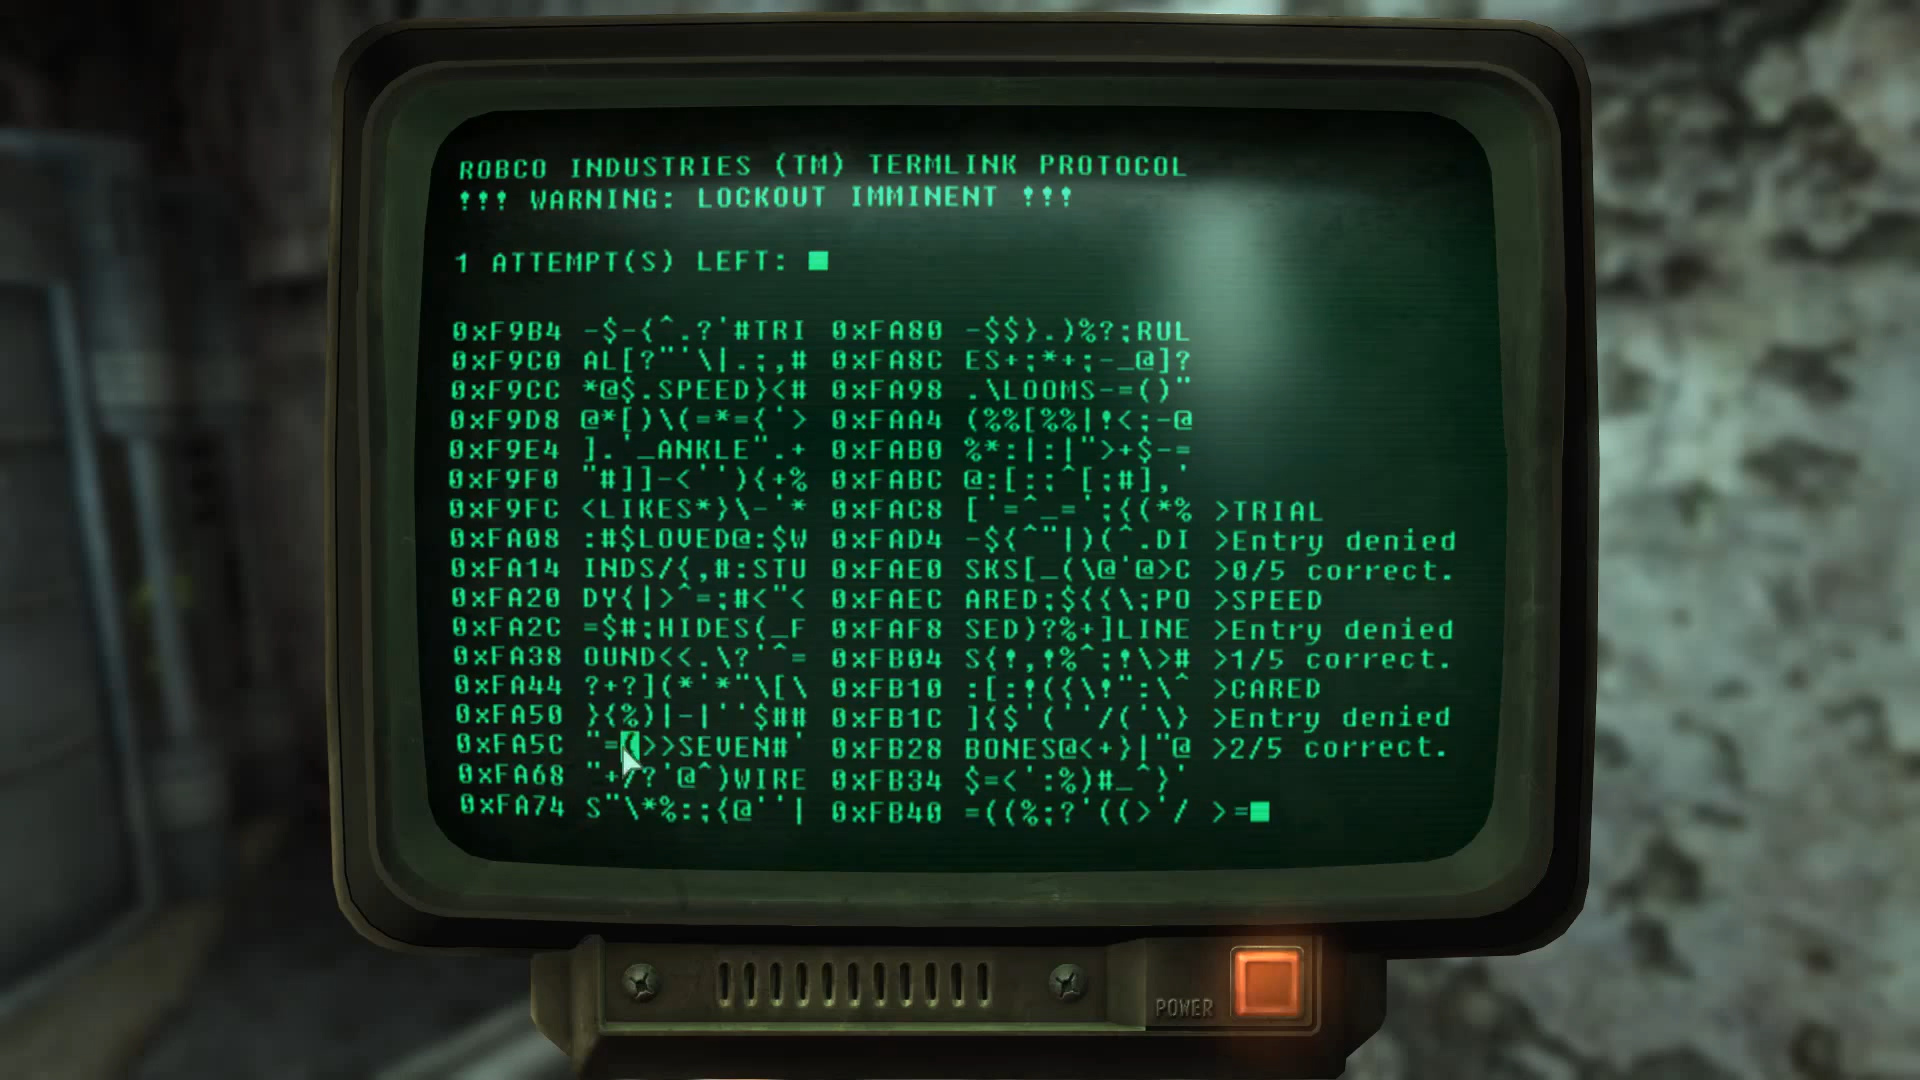 ROBCO INDUSTRIES (TM) TERMLINK PROTOCOL
!!! WARNING: LOCKOUT IMMINENT !!!
1 ATTEMPT(S) LEFT: ■
0xF9B4 -$-{^.?'#TRI 0xFA80 -$$}.)%?;RUL
0xF9C0 AL[?"'\|.;,# 0xFA8C ES+;*+;-_@]?
0xF9CC *@$.SPEED}<# 0xFA98 .\LOOMS-=()"
0xF9D8 @*[)\(=*={'> 0xFAA4 (%%[%%|!<;-@
0xF9E4 ].'_ANKLE".+ 0xFAB0 %*:|:|">+$-=
0xF9F0 "#]]-<''){+% 0xFABC @:[:;^[;#],'
0xF9FC <LIKES*}\-'* 0xFAC8 ['=^_=';{(*% >TRIAL
0xFA08 :#$LOVED@:$W 0xFAD4 -${^"|)(^.DI >Entry denied
0xFA14 INDS/{,#:STU 0xFAE0 SKS[_(\@'@>C >0/5 correct.
0xFA20 DY{|>^=;#<"< 0xFAEC ARED;${{\;PO >SPEED
0xFA2C =$#;HIDES(_F 0xFAF8 SED)?%+]LINE >Entry denied
0xFA38 OUND<<.\?'^= 0xFB04 S{!,!%^;!\># >1/5 correct.
0xFA44 ?+?](*'*"\[\ 0xFB10 :[:!({\!":\^ >CARED
0xFA50 }{%)|-|''$## 0xFB1C ]{$'(''/('\} >Entry denied
0xFA5C "=(>>SEVEN#' 0xFB28 BONES@<+}|"@ >2/5 correct.
0xFA68 "+/?'@^)WIRE 0xFB34 $=<':%)#_^}'
0xFA74 S"\*%:;{@''| 0xFB40 =((%;?'((>'/ >=■
POWER